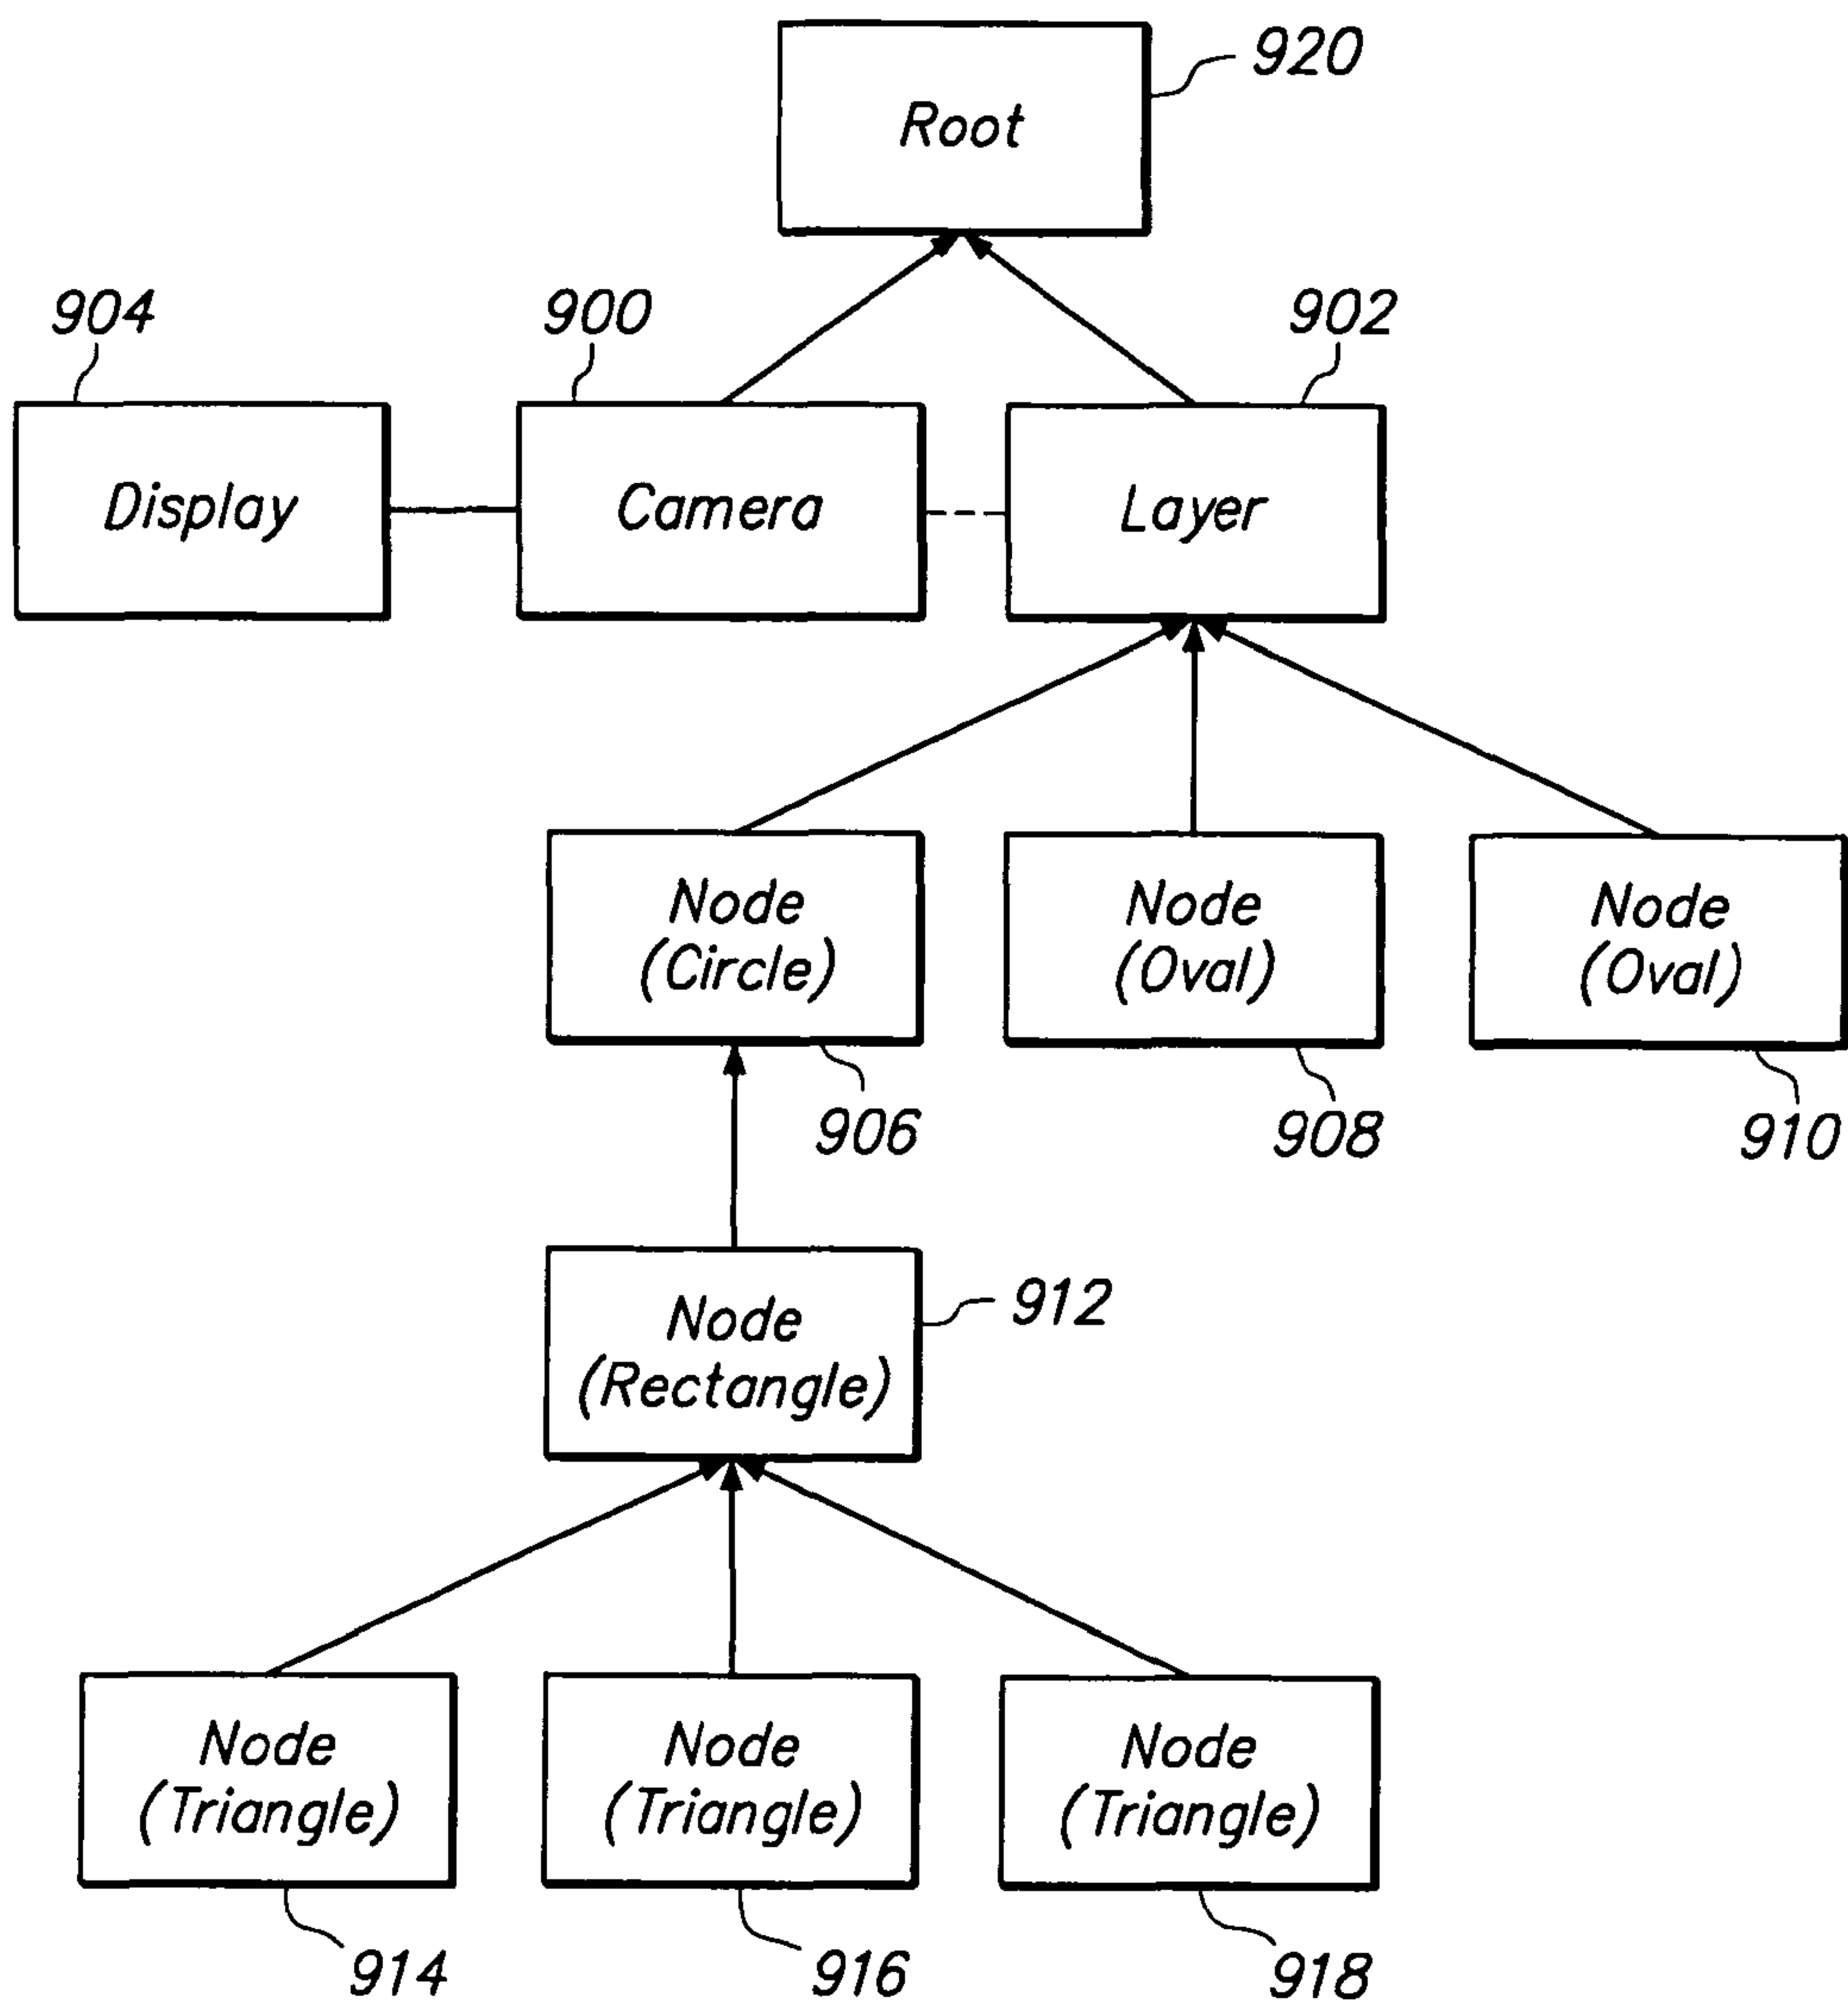 920
Root
904
900
902
Display
Camera
Layer
Node
(Circle)
Node
(Oval)
Node
(Oval)
906
908
910
Node
(Rectangle)
912
Node
(Triangle)
Node
(Triangle)
Node
(Triangle)
914
916
918